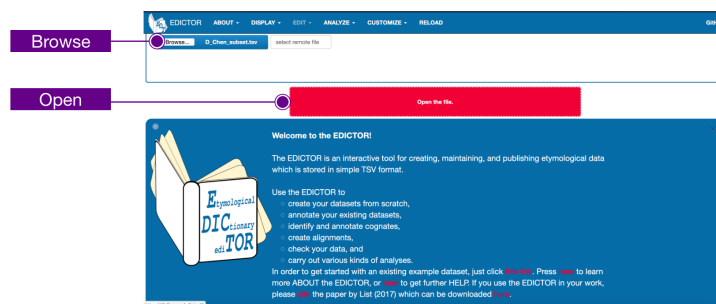 EDICTOR ABOUT DISPLAY EDIT ANALYZE CUSTOMIZE RELOAD
Browse
Browse... D_Chen_subset.tsv select remote file
Open
Open the file.
Welcome to the EDICTOR!
The EDICTOR is an interactive tool for creating, maintaining, and publishing etymological data
which is stored in simple TSV format.
Use the EDICTOR to
create your datasets from scratch,
annotate your existing datasets,
identify and annotate cognates,
create alignments,
check your data, and
carry out various kinds of analyses.
In order to get started with an existing example dataset, just click this link. Press here to learn
more ABOUT the EDICTOR, or here to get further HELP. If you use the EDICTOR in your work,
please cite the paper by List (2017) which can be downloaded here.
Etymological
DICtionary
ediTOR